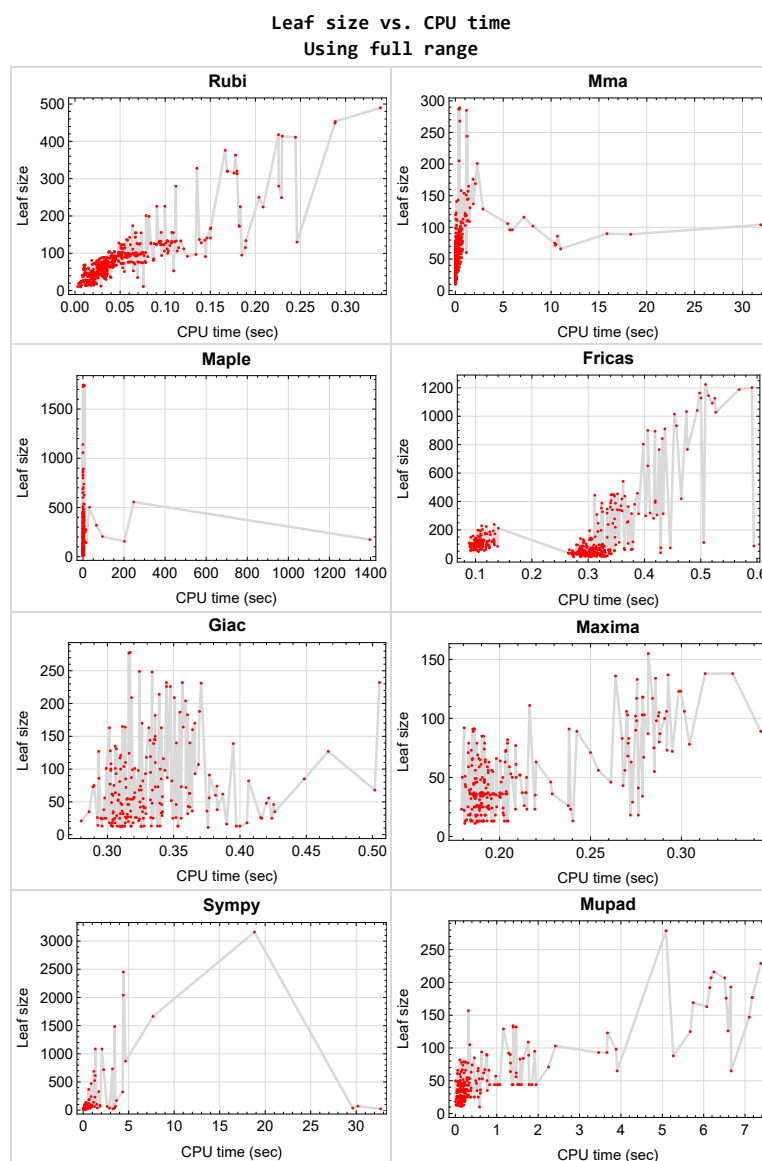 Leaf size vs. CPU time
Using full range
Rubi
Leaf size
500
400
300
200
100
0
0.00 0.05 0.10 0.15 0.20 0.25 0.30
CPU time (sec)
Mma
Leaf size
300
250
200
150
100
50
0
0 5 10 15 20 25 30
CPU time (sec)
Maple
Leaf size
1500
1000
500
0
0 200 400 600 800 1000 1200 1400
CPU time (sec)
Fricas
Leaf size
1200
1000
800
600
400
200
0
0.1 0.2 0.3 0.4 0.5 0.6
CPU time (sec)
Giac
Leaf size
250
200
150
100
50
0
0.30 0.35 0.40 0.45 0.50
CPU time (sec)
Maxima
Leaf size
150
100
50
0
0.20 0.25 0.30
CPU time (sec)
Sympy
Leaf size
3000
2500
2000
1500
1000
500
0
0 5 10 15 20 25 30
CPU time (sec)
Mupad
Leaf size
250
200
150
100
50
0
0 1 2 3 4 5 6 7
CPU time (sec)